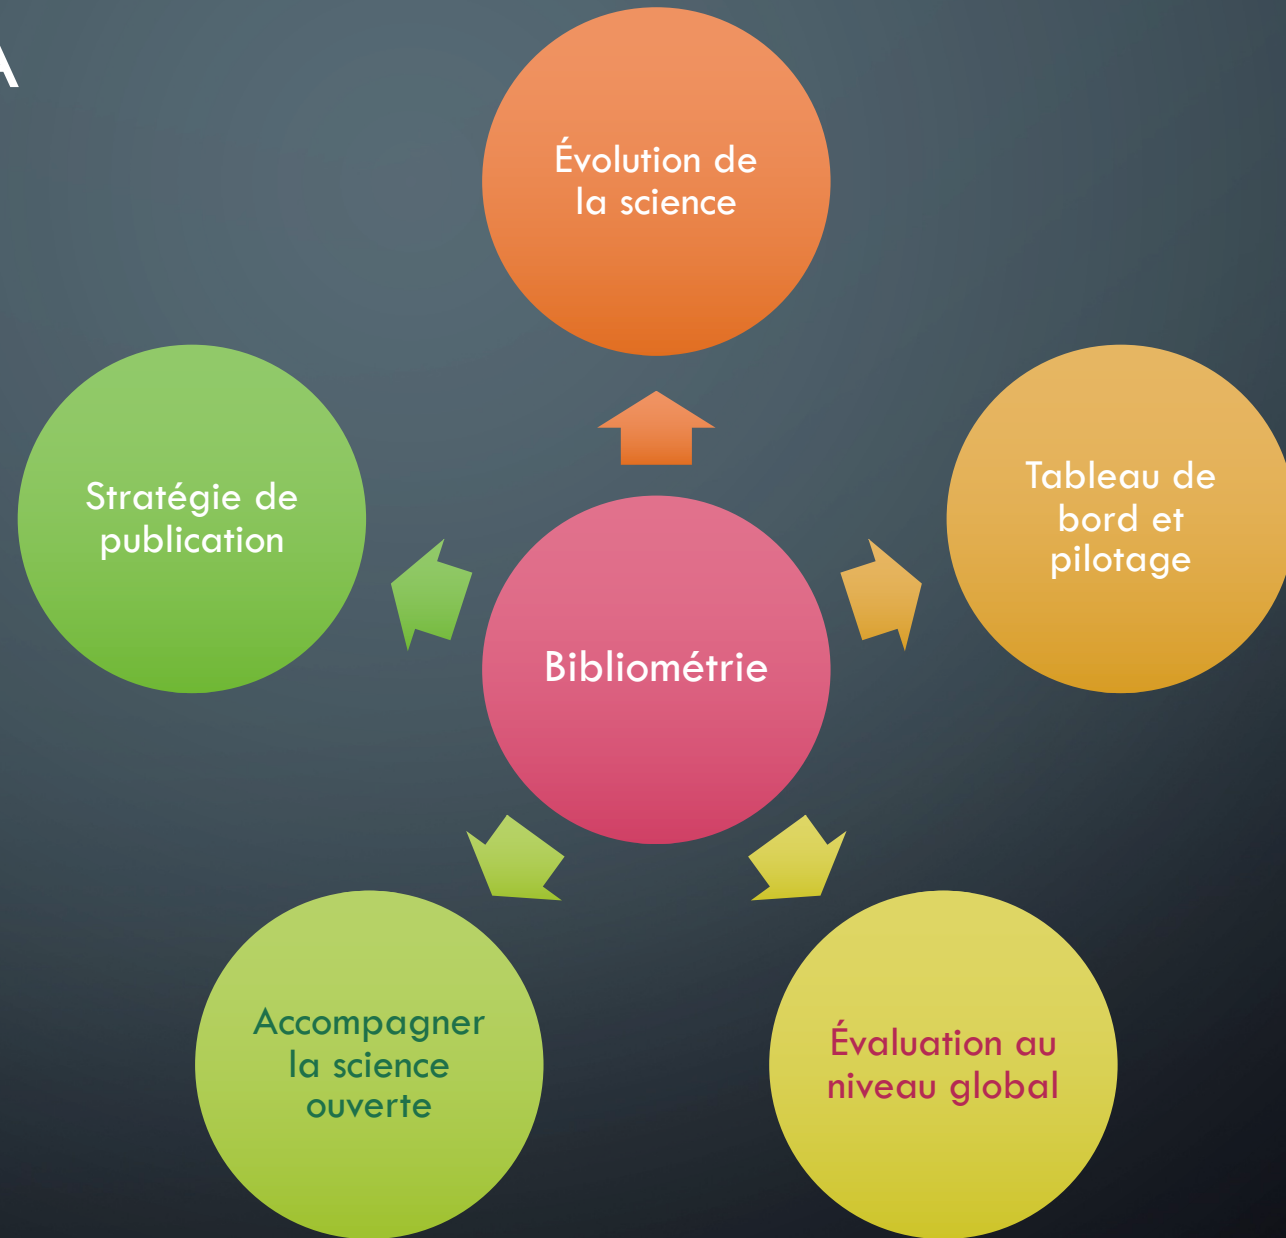 A
Évolution de
la science
Stratégie de
publication
Tableau de
bord et
pilotage
Bibliométrie
Accompagner
la science
ouverte
Évaluation au
niveau global